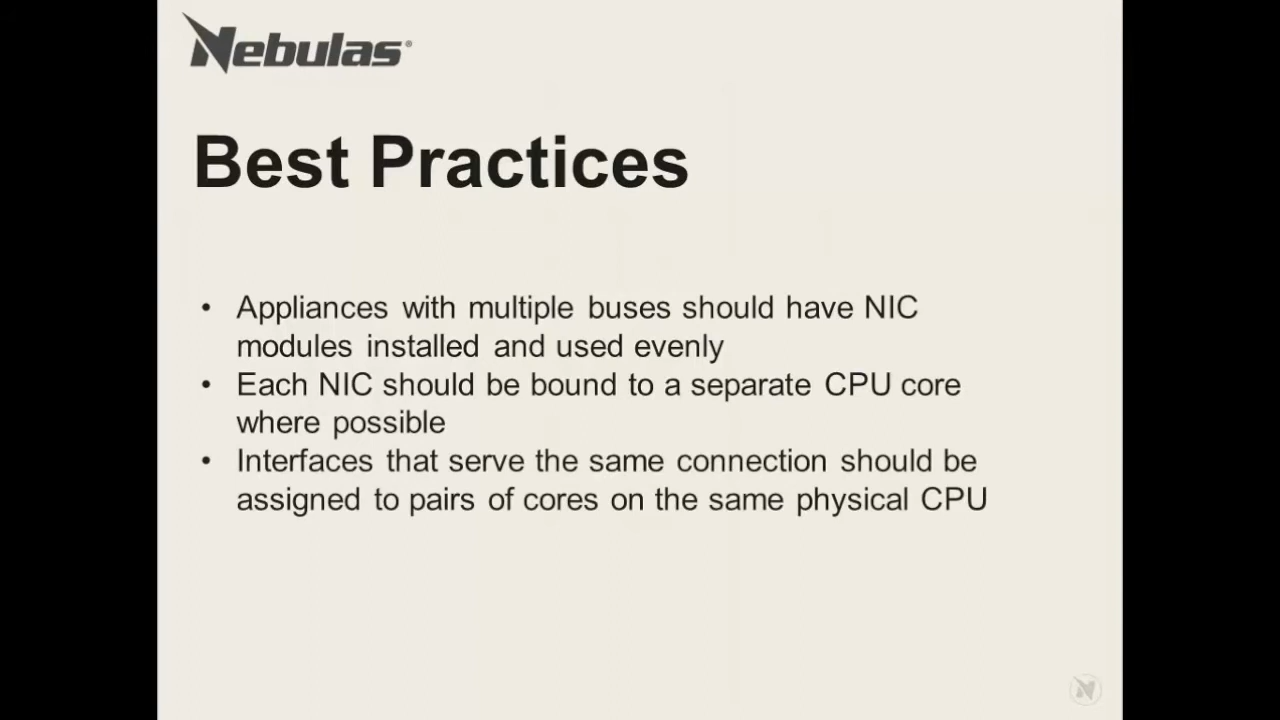 Nebulas®
Best Practices
• Appliances with multiple buses should have NIC
modules installed and used evenly
• Each NIC should be bound to a separate CPU core
where possible
• Interfaces that serve the same connection should be
assigned to pairs of cores on the same physical CPU
N